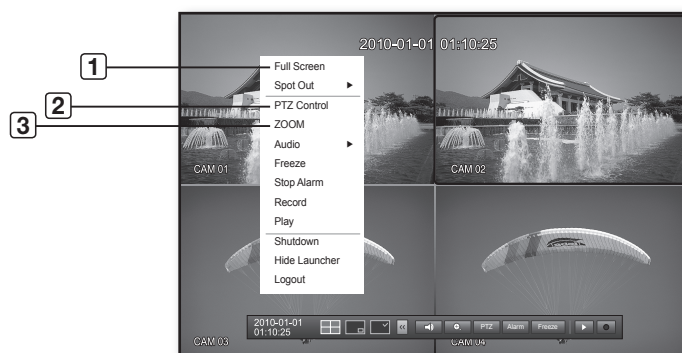 2010-01-01 01:10:25
1
Full Screen
Spot Out
2
PTZ Control
3
ZOOM
Audio
Freeze
Stop Alarm
Record
Play
Shutdown
Hide Launcher
Logout
CAM 01
CAM 02
2010-01-01
01:10:25
PTZ
Alarm
Freeze
CAM 03
CAM 04